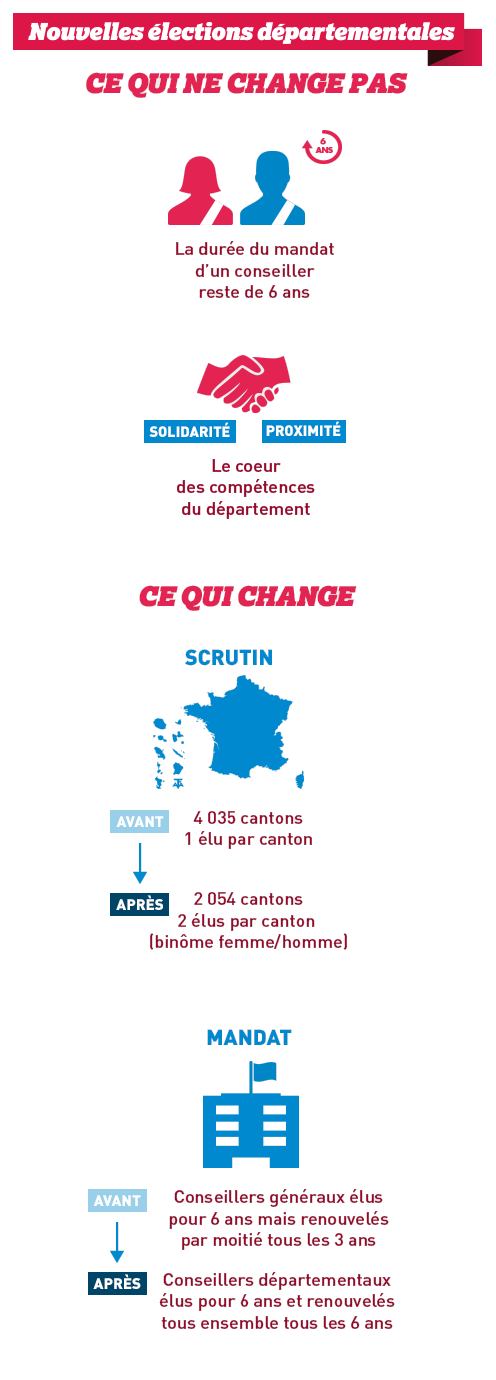 Nouvelles élections départementales
CE QUI NE CHANGE PAS
6
ANS
La durée du mandat
d'un conseiller
reste de 6 ans
SOLIDARITÉ PROXIMITÉ
Le coeur
des compétences
du département
CE QUI CHANGE
SCRUTIN
AVANT 4 035 cantons
1 élu par canton
APRÈS 2 054 cantons
2 élus par canton
(binôme femme/homme)
MANDAT
AVANT Conseillers généraux élus
pour 6 ans mais renouvelés
par moitié tous les 3 ans
APRÈS Conseillers départementaux
élus pour 6 ans et renouvelés
tous ensemble tous les 6 ans